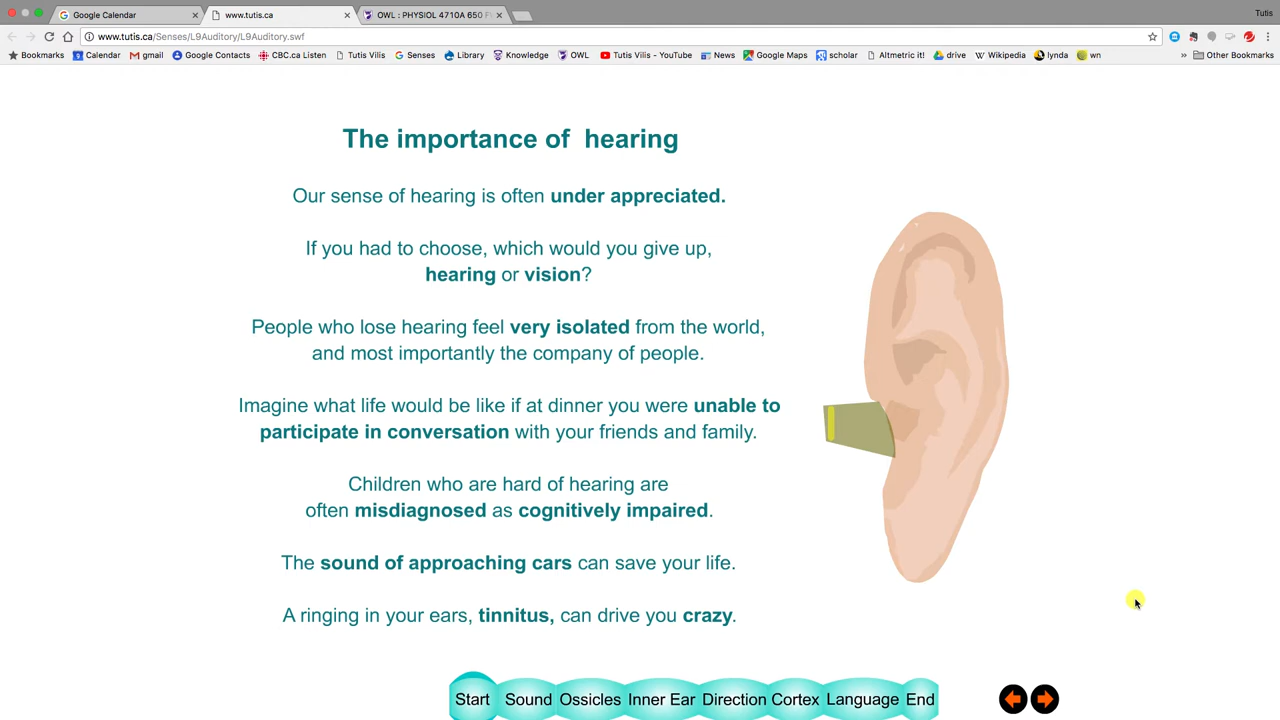 Google Calendar
www.tutis.ca
OWL : PHYSIOL 4710A 650 F
Tutis
www.tutis.ca/Senses/L9Auditory/L9Auditory.swf
Bookmarks Calendar gmail Google Contacts CBC.ca Listen Tutis Vilis Senses Library Knowledge OWL Tutis Vilis - YouTube News Google Maps scholar Altmetric it! drive Wikipedia lynda wn » Other Bookmarks
The importance of hearing
Our sense of hearing is often under appreciated.
If you had to choose, which would you give up,
hearing or vision?
People who lose hearing feel very isolated from the world,
and most importantly the company of people.
Imagine what life would be like if at dinner you were unable to
participate in conversation with your friends and family.
Children who are hard of hearing are
often misdiagnosed as cognitively impaired.
The sound of approaching cars can save your life.
A ringing in your ears, tinnitus, can drive you crazy.
Start Sound Ossicles Inner Ear Direction Cortex Language End